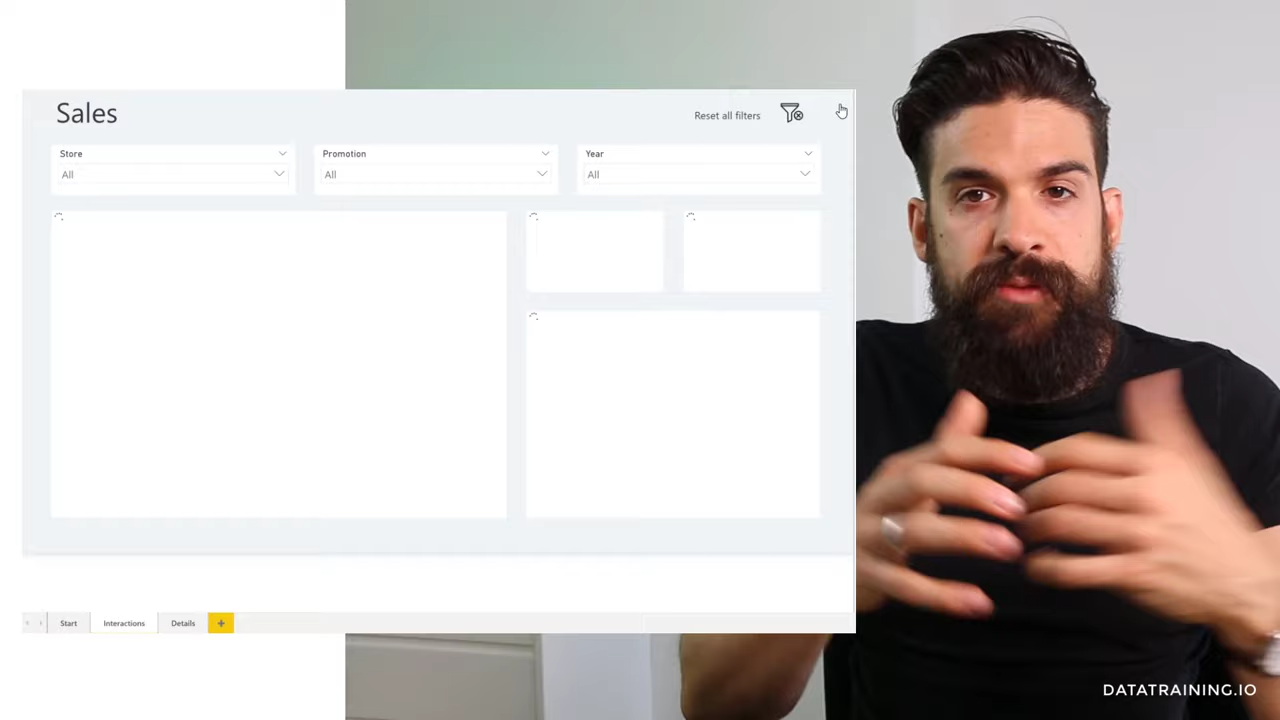 Sales
Reset all filters
Store
Promotion
Year
All
All
All
Start
Interactions
Details
+
DATATRAINING.IO